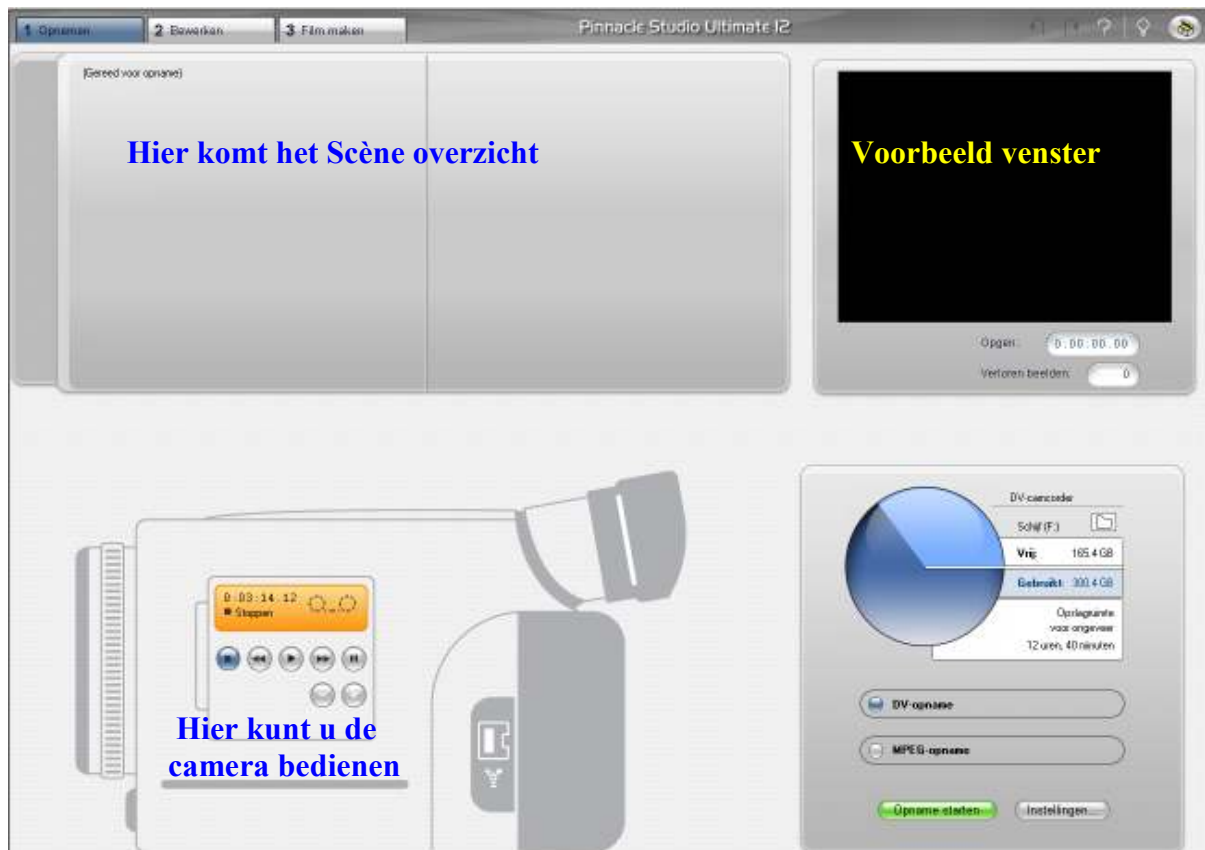 1 Opnemen 2 Bewerken 3 Film maken Pinnacle Studio Ultimate 12
(Gereed voor opname)
Hier komt het Scène overzicht
Voorbeeld venster
Opgen.: 0:00:00.00
Verloren beelden: 0
DV-camcorder
Schijf (F:)
Vrij: 165.4 GB
Gebruikt: 300.4 GB
Opslagruimte
voor ongeveer
12 uren, 40 minuten
0:03:14.12
Stoppen
DV-opname
MPEG-opname
Hier kunt u de
camera bedienen
Opname starten
Instellingen...